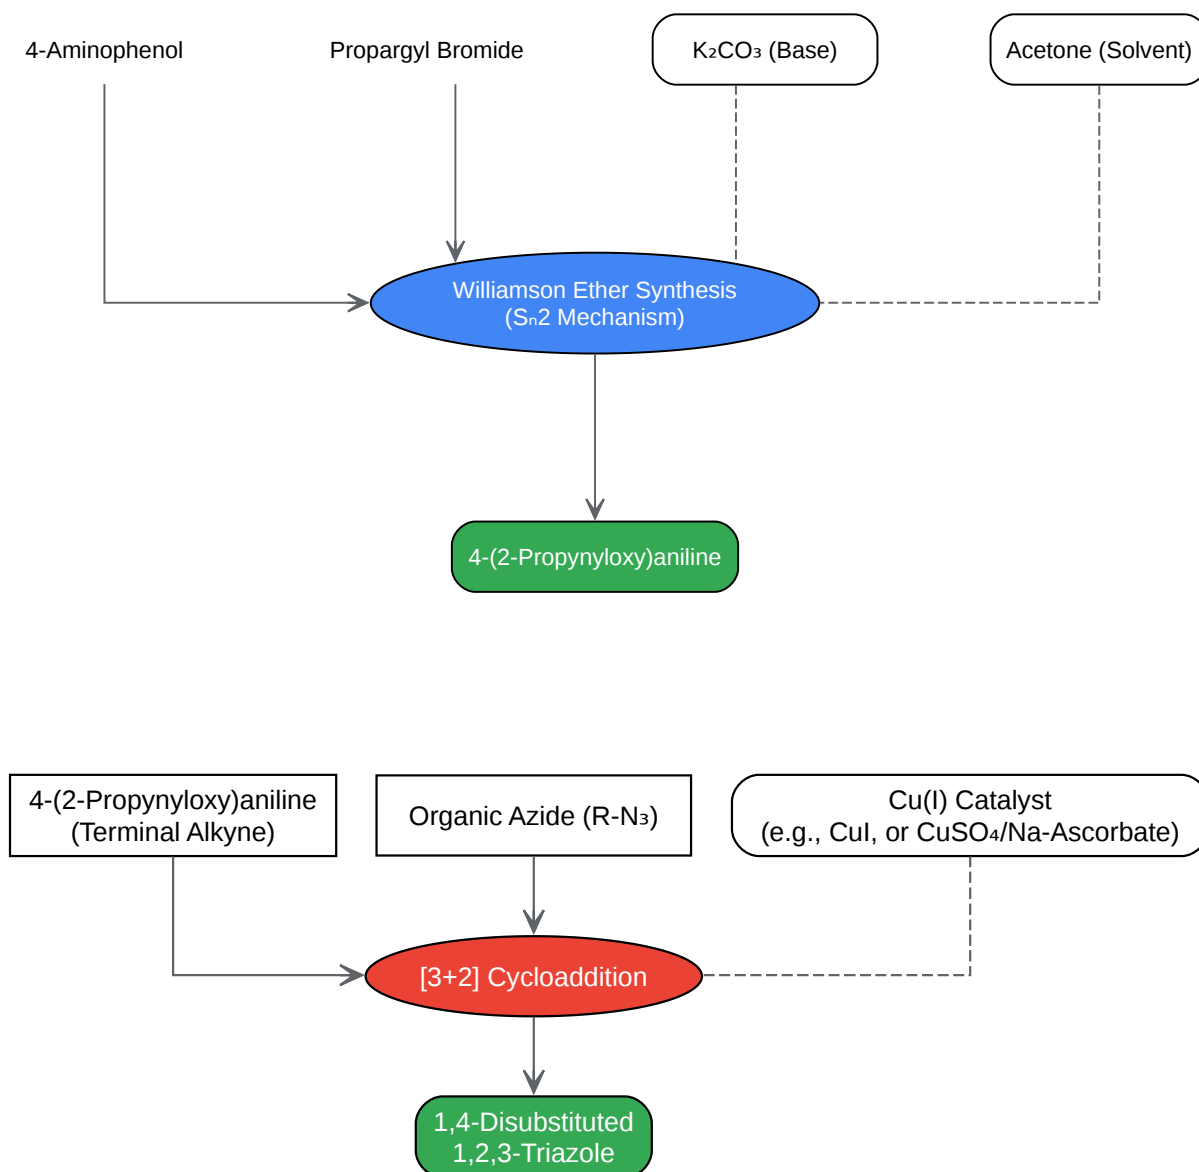 4-Aminophenol
Propargyl Bromide
K₂CO₃ (Base)
Acetone (Solvent)
Williamson Ether Synthesis
(Sₙ2 Mechanism)
4-(2-Propynyloxy)aniline
4-(2-Propynyloxy)aniline
(Terminal Alkyne)
Organic Azide (R-N₃)
Cu(I) Catalyst
(e.g., CuI, or CuSO₄/Na-Ascorbate)
[3+2] Cycloaddition
1,4-Disubstituted
1,2,3-Triazole